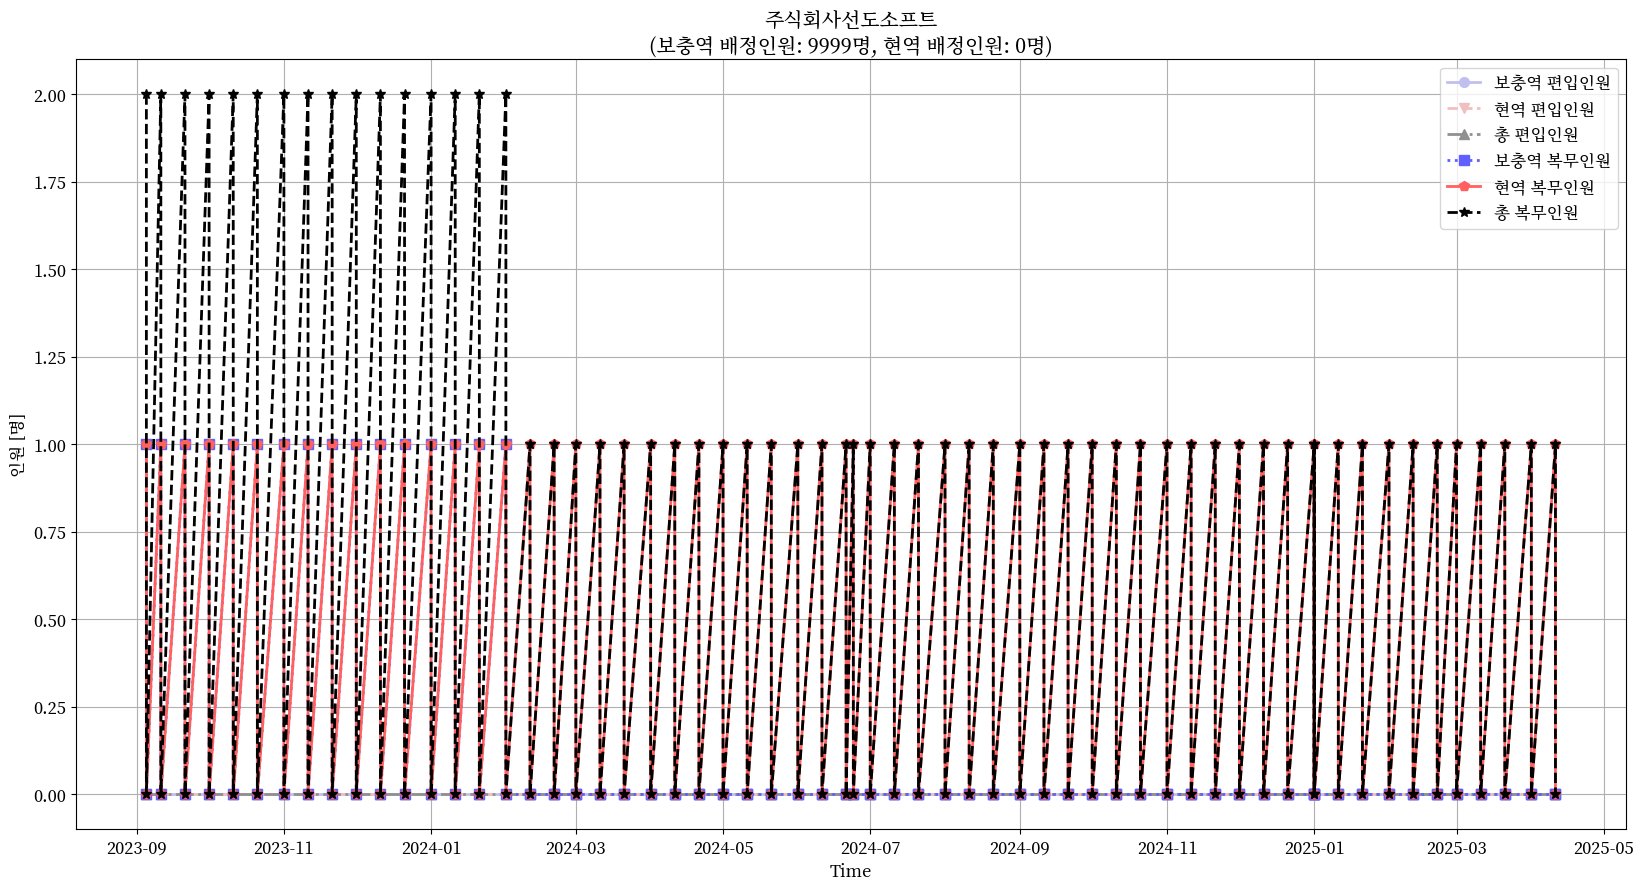 주식회사선도소프트
(보충역 배정인원: 9999명, 현역 배정인원: 0명)
보충역 편입인원
현역 편입인원
총 편입인원
보충역 복무인원
현역 복무인원
총 복무인원
인원 [명]
2.00
1.75
1.50
1.25
1.00
0.75
0.50
0.25
0.00
2023-09 2023-11 2024-01 2024-03 2024-05 2024-07 2024-09 2024-11 2025-01 2025-03 2025-05
Time